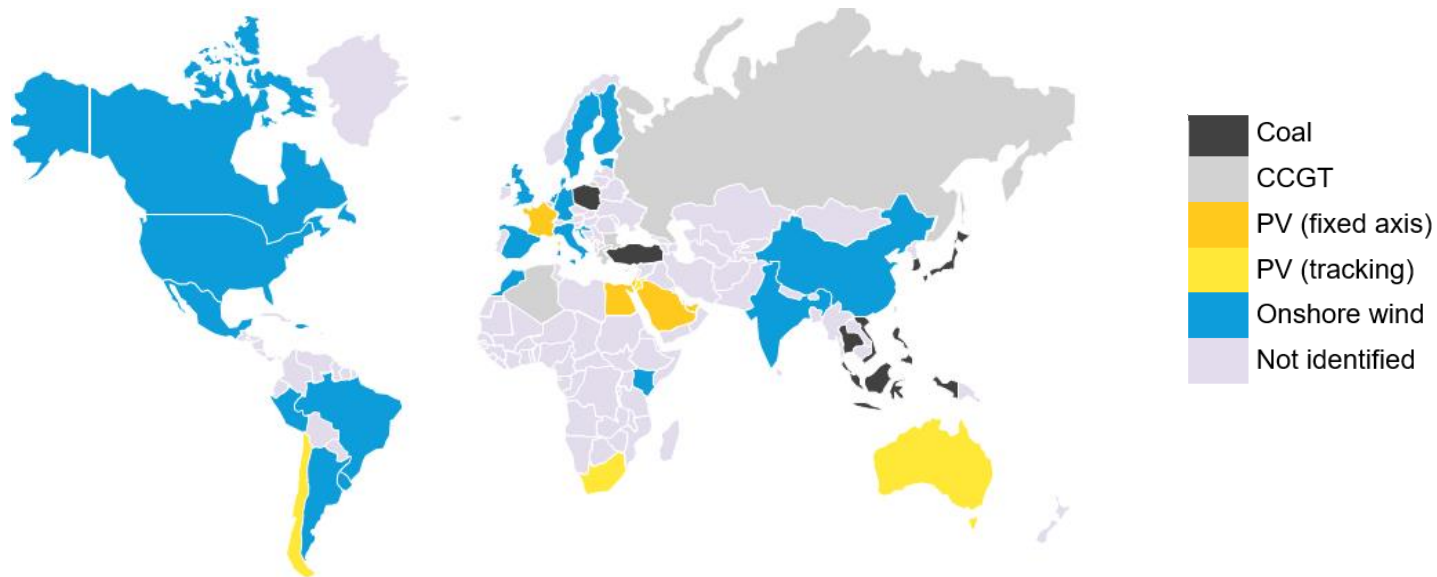 Coal
CCGT
PV (fixed axis)
PV (tracking)
Onshore wind
Not identified